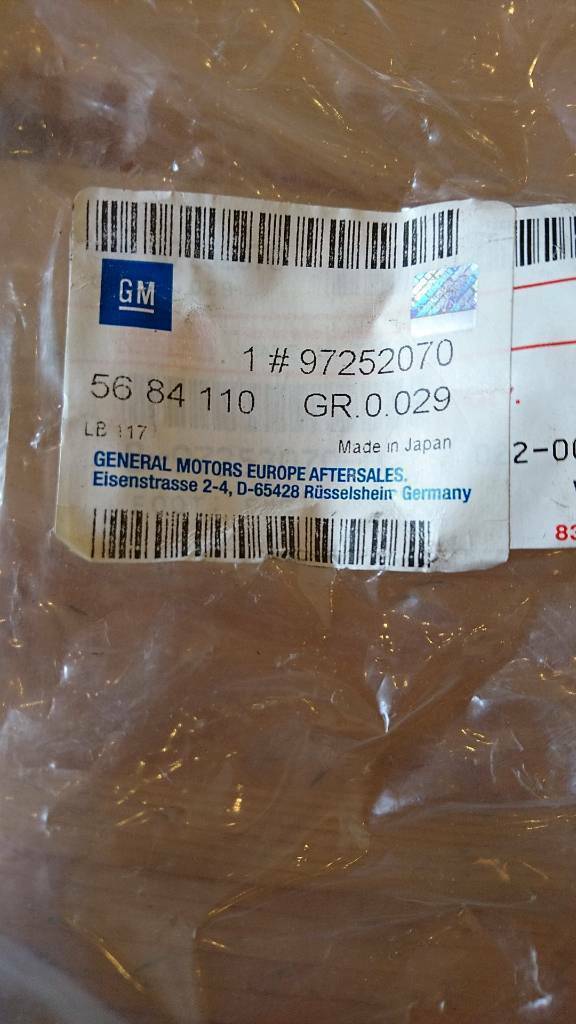 GM
1 # 97252070
56 84 110 GR.0.029
LB 117
Made in Japan
GENERAL MOTORS EUROPE AFTERSALES.
Eisenstrasse 2-4, D-65428 Rüsselsheim Germany
2-00
83